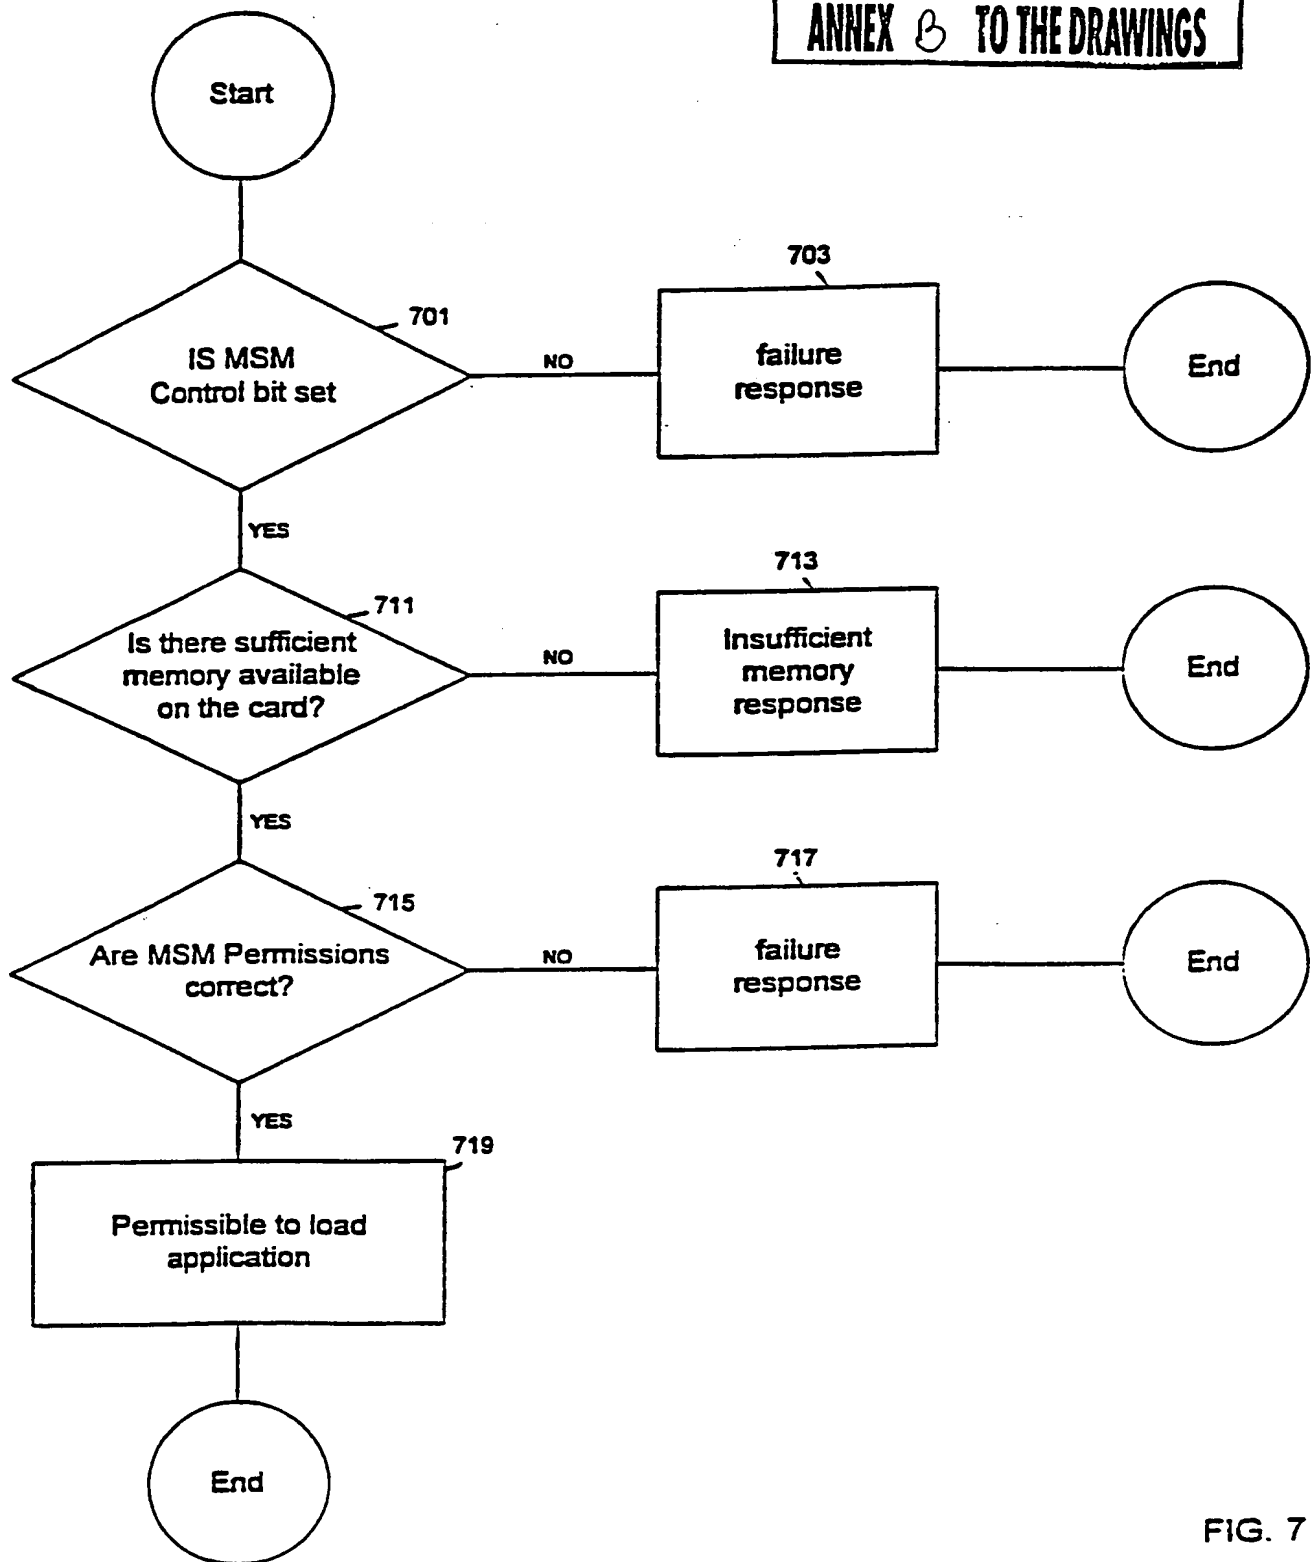 ANNEX B TO THE DRAWINGS
Start
701
IS MSM
Control bit set
NO
703
failure
response
End
YES
711
Is there sufficient
memory available
on the card?
NO
713
Insufficient
memory
response
End
YES
715
Are MSM Permissions
correct?
NO
717
failure
response
End
YES
719
Permissible to load
application
End
FIG. 7